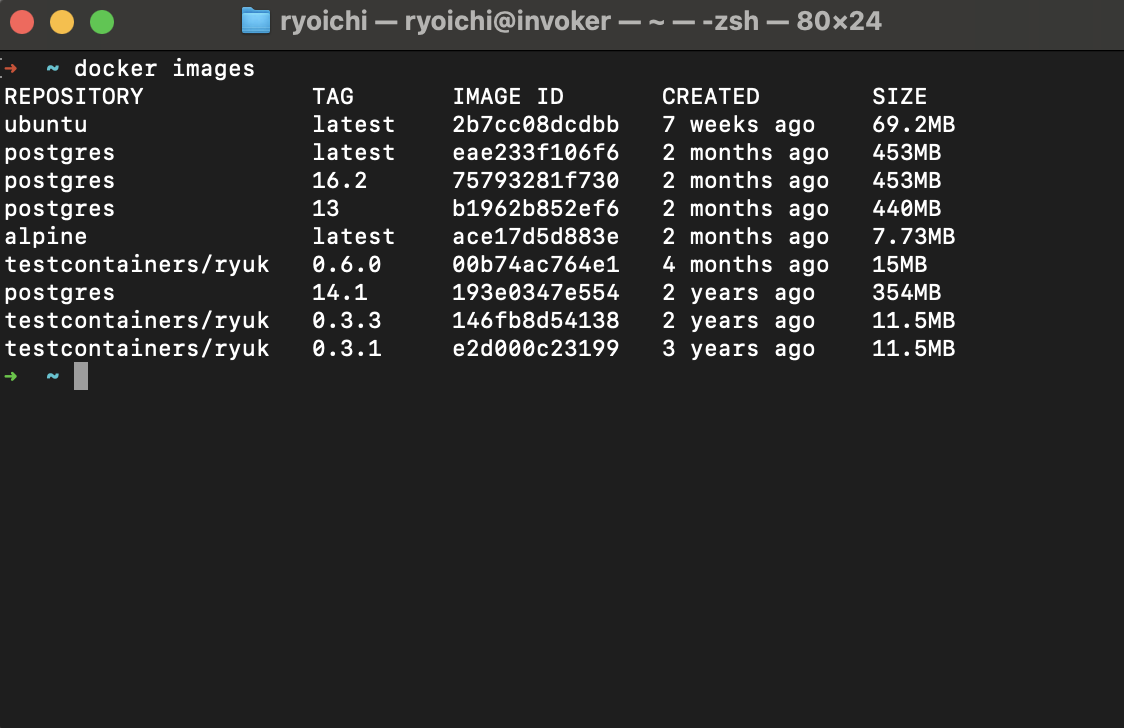 ryoichi — ryoichi@invoker — ~ — -zsh — 80×24
➜ ~ docker images
REPOSITORY TAG IMAGE ID CREATED SIZE
ubuntu latest 2b7cc08dcdbb 7 weeks ago 69.2MB
postgres latest eae233f106f6 2 months ago 453MB
postgres 16.2 75793281f730 2 months ago 453MB
postgres 13 b1962b852ef6 2 months ago 440MB
alpine latest ace17d5d883e 2 months ago 7.73MB
testcontainers/ryuk 0.6.0 00b74ac764e1 4 months ago 15MB
postgres 14.1 193e0347e554 2 years ago 354MB
testcontainers/ryuk 0.3.3 146fb8d54138 2 years ago 11.5MB
testcontainers/ryuk 0.3.1 e2d000c23199 3 years ago 11.5MB
➜ ~